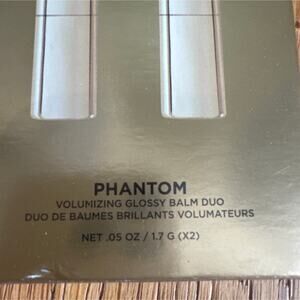 PHANTOM
VOLUMIZING GLOSSY BALM DUO
DUO DE BAUMES BRILLANTS VOLUMATEURS
NET .05 OZ / 1.7 G (X2)